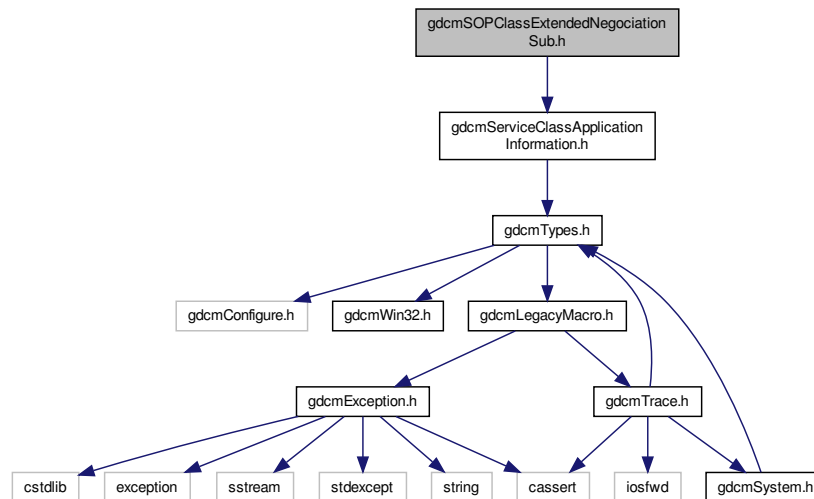 gdcmSOPClassExtendedNegociation
Sub.h
gdcmServiceClassApplication
Information.h
gdcmTypes.h
gdcmConfigure.h
gdcmWin32.h
gdcmLegacyMacro.h
gdcmException.h
gdcmTrace.h
cstdlib
exception
sstream
stdexcept
string
cassert
iosfwd
gdcmSystem.h